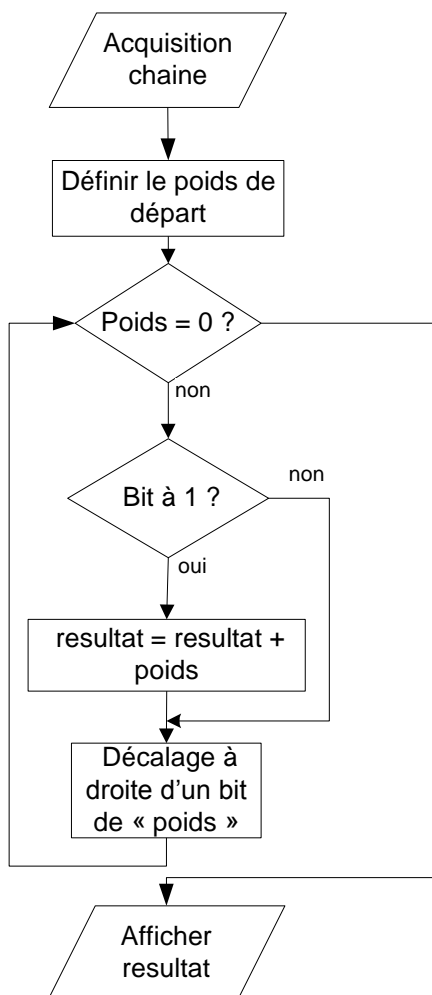 Acquisition
chaine
Définir le poids de
départ
Poids = 0 ?
non
Bit à 1 ?
non
oui
resultat = resultat +
poids
Décalage à
droite d'un bit
de « poids »
Afficher
resultat